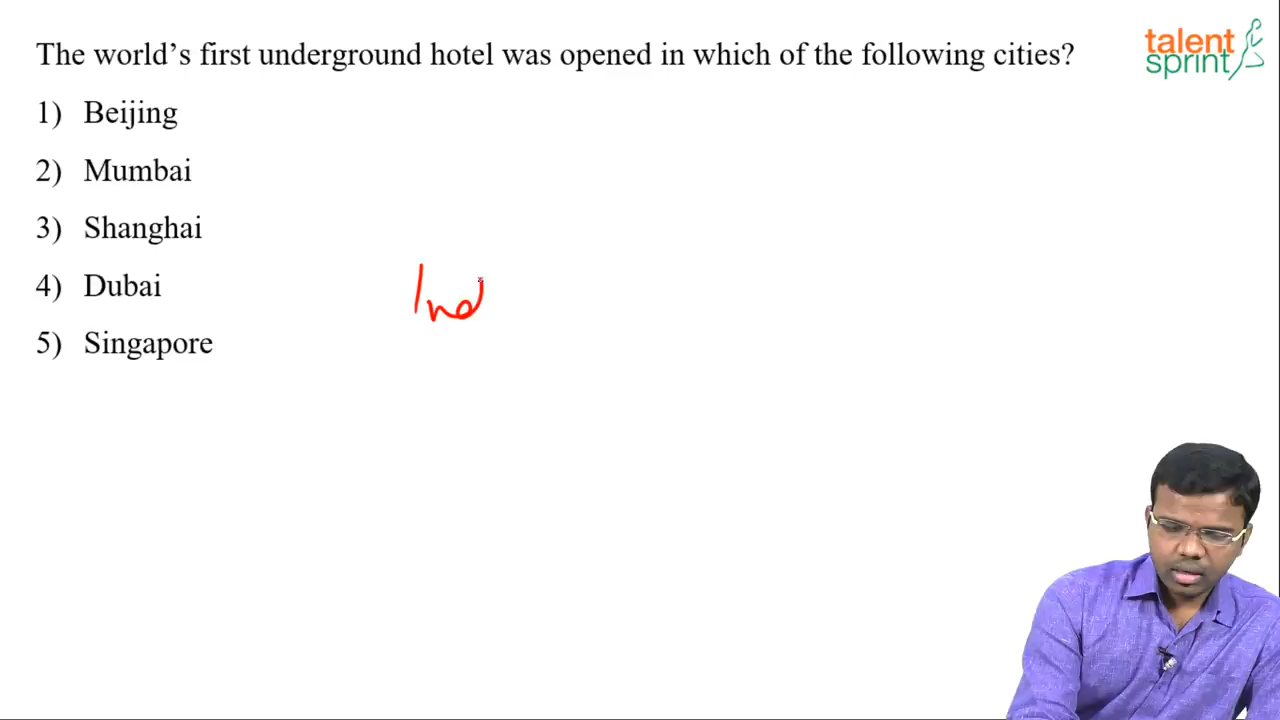 The world's first underground hotel was opened in which of the following cities?
talent
sprint
1) Beijing
2) Mumbai
3) Shanghai
4) Dubai
5) Singapore
Ind